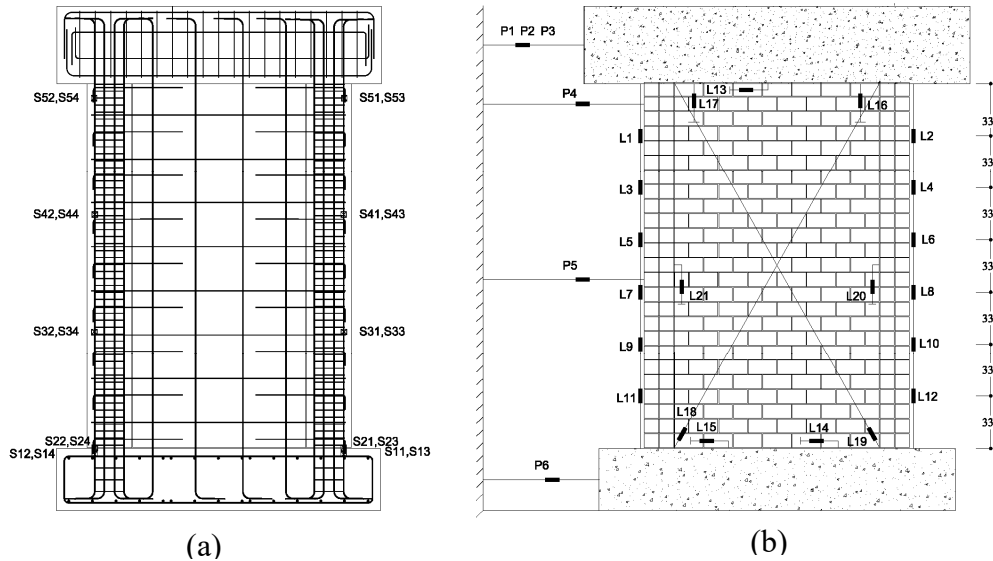 S52,S54
S51,S53
S42,S44
S41,S43
S32,S34
S31,S33
S22,S24
S21,S23
S12,S14
S11,S13
(a)
P1 P2 P3
P4
L13
L17
L16
L1
L2
33
33
L3
L4
33
L5
L6
33
P5
L21
L20
L7
L8
33
L9
L10
33
L11
L12
L18
33
L15
L14
L19
P6
(b)